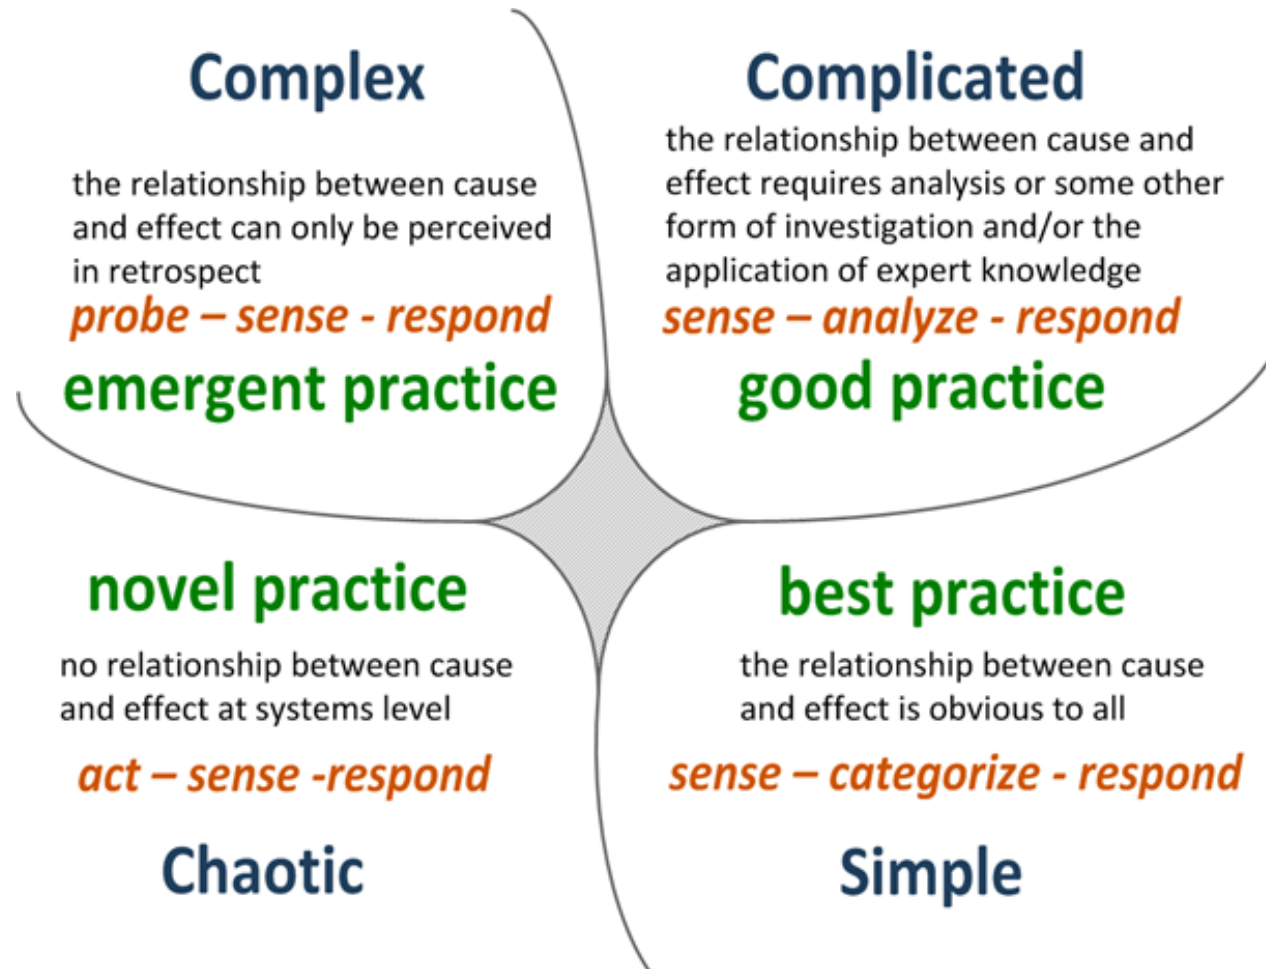 Complex
the relationship between cause
and effect can only be perceived
in retrospect
probe – sense - respond
emergent practice
Complicated
the relationship between cause and
effect requires analysis or some other
form of investigation and/or the
application of expert knowledge
sense – analyze - respond
good practice
novel practice
no relationship between cause
and effect at systems level
act – sense -respond
Chaotic
best practice
the relationship between cause
and effect is obvious to all
sense – categorize - respond
Simple